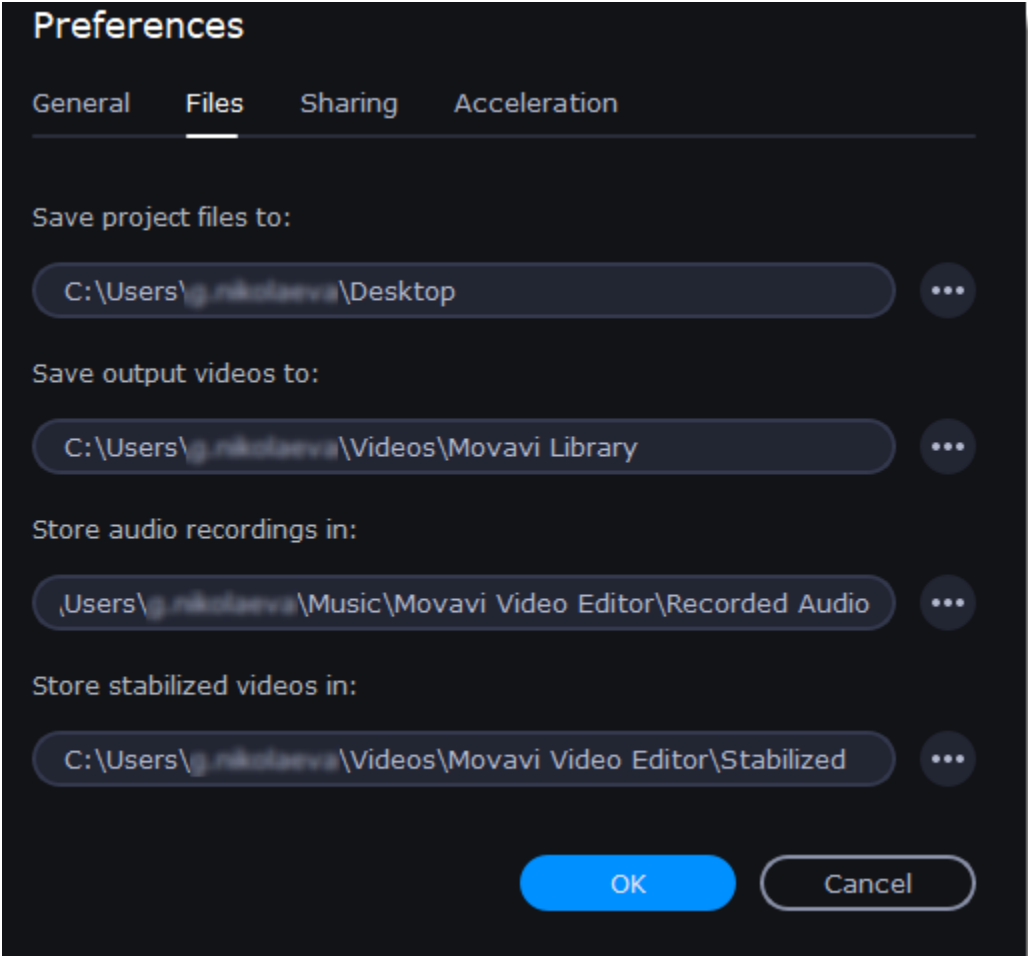 Preferences
General Files Sharing Acceleration
Save project files to:
C:\Users\ \Desktop
Save output videos to:
C:\Users\ \Videos\Movavi Library
Store audio recordings in:
\Users\ \Music\Movavi Video Editor\Recorded Audio
Store stabilized videos in:
C:\Users\ \Videos\Movavi Video Editor\Stabilized
OK Cancel